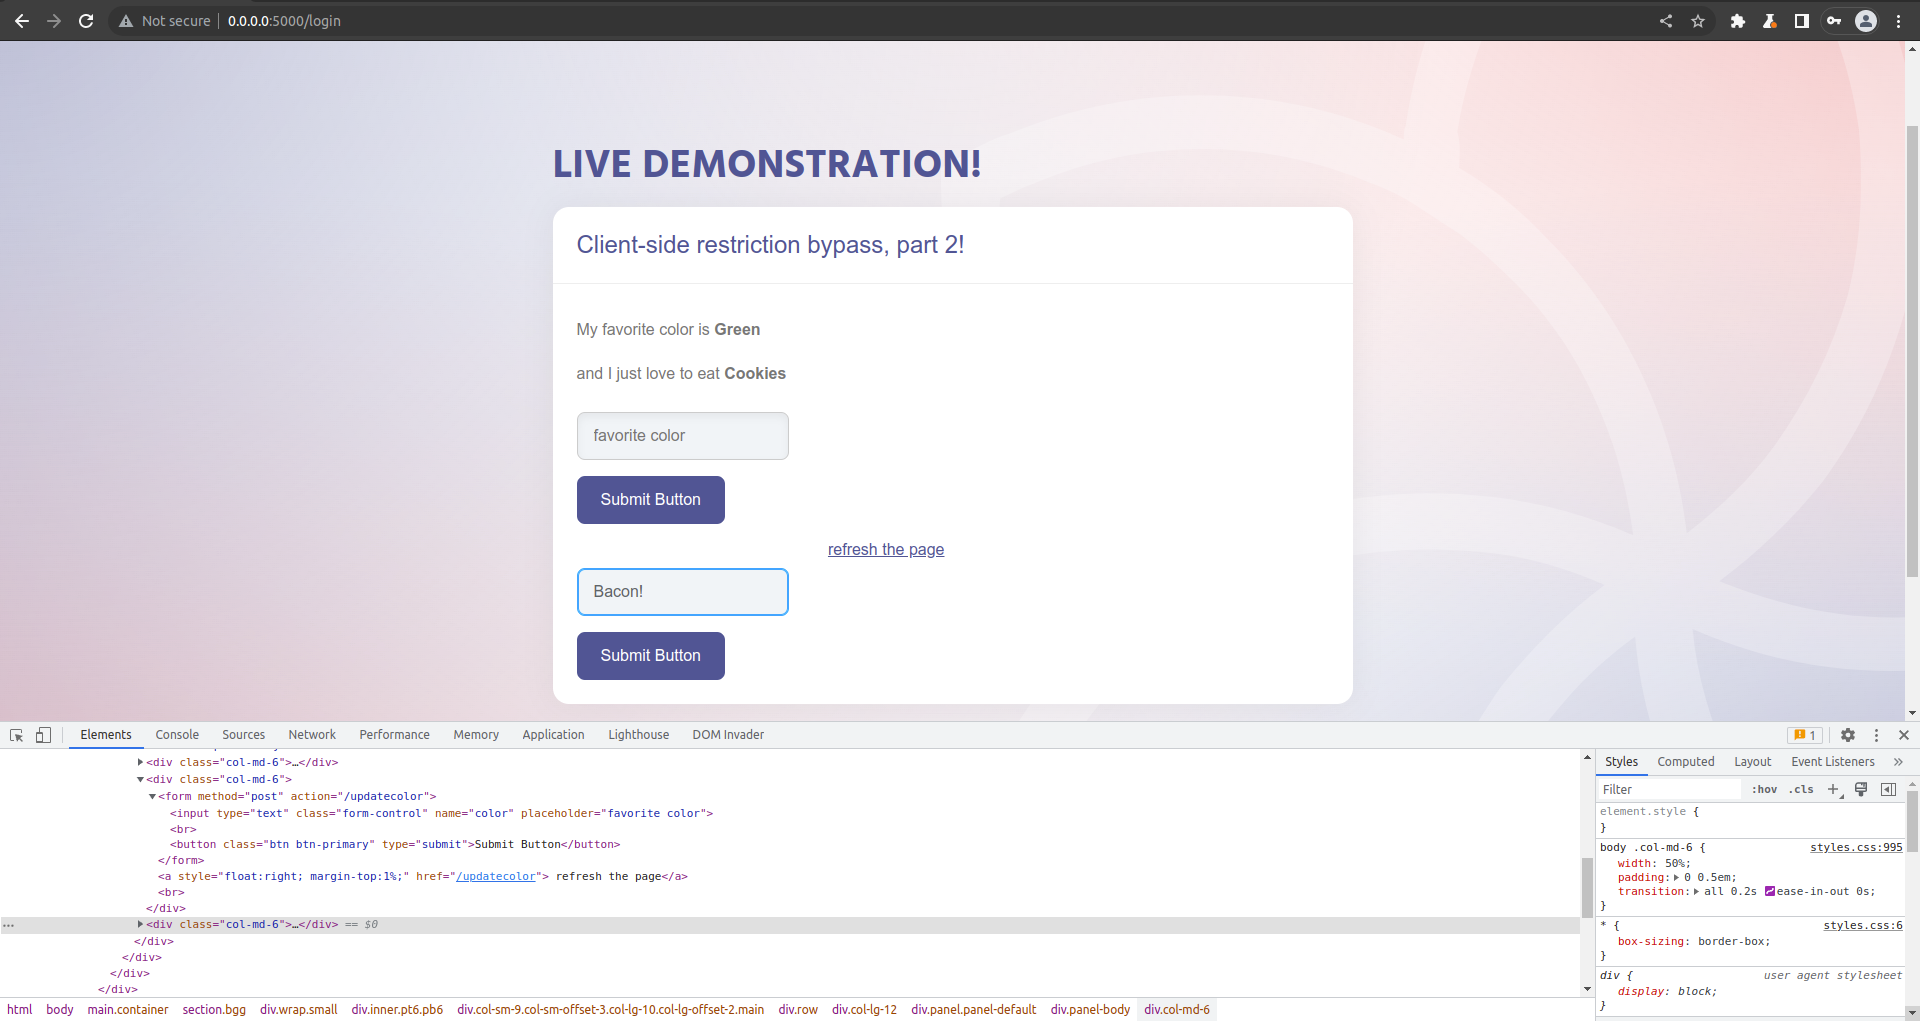 Not secure
0.0.0.0:5000/login
LIVE DEMONSTRATION!
Client-side restriction bypass, part 2!
My favorite color is Green
and I just love to eat Cookies
favorite color
Submit Button
refresh the page
Bacon!
Submit Button
Elements Console Sources Network Performance Memory Application Lighthouse DOM Invader 1
<div class="col-md-6">…</div>
<div class="col-md-6">
<form method="post" action="/updatecolor">
<input type="text" class="form-control" name="color" placeholder="favorite color">
<br>
<button class="btn btn-primary" type="submit">Submit Button</button>
</form>
<a style="float:right; margin-top:1%;" href="/updatecolor"> refresh the page</a>
<br>
</div>
… <div class="col-md-6">…</div> == $0
</div>
</div>
</div>
</div>
html body main.container section.bgg div.wrap.small div.inner.pt6.pb6 div.col-sm-9.col-sm-offset-3.col-lg-10.col-lg-offset-2.main div.row div.col-lg-12 div.panel.panel-default div.panel-body div.col-md-6
Styles Computed Layout Event Listeners »
Filter :hov .cls +
element.style {
}
body .col-md-6 { styles.css:995
width: 50%;
padding: 0 0.5em;
transition: all 0.2s ease-in-out 0s;
}
* { styles.css:6
box-sizing: border-box;
}
div { user agent stylesheet
display: block;
}